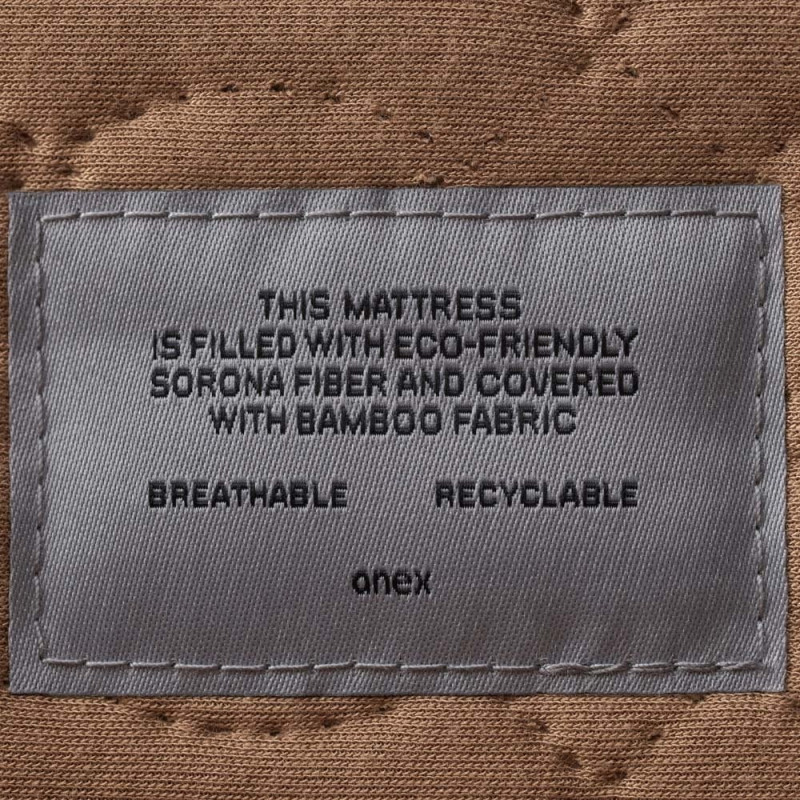 THIS MATTRESS
IS FILLED WITH ECO-FRIENDLY
SORONA FIBER AND COVERED
WITH BAMBOO FABRIC
BREATHABLE RECYCLABLE
anex